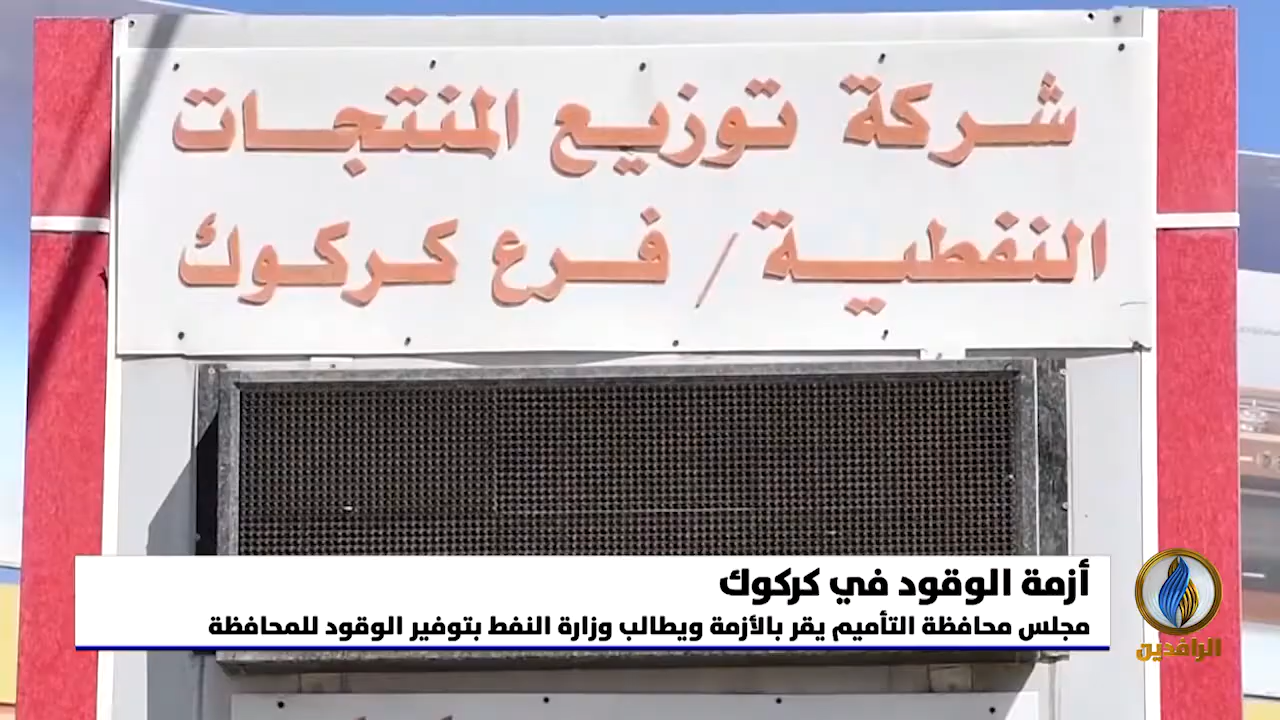 شركة توزيع المنتجات
النفطية / فرع كركوك
أزمة الوقود في كركوك
مجلس محافظة التأميم يقر بالأزمة ويطالب وزارة النفط بتوفير الوقود للمحافظة
الرافدين